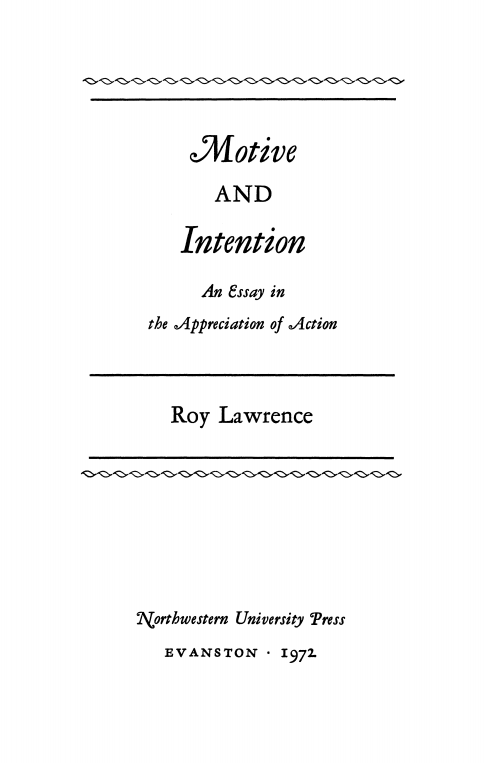 Motive
AND
Intention
An Essay in
the Appreciation of Action
Roy Lawrence
Northwestern University Press
EVANSTON · 1972